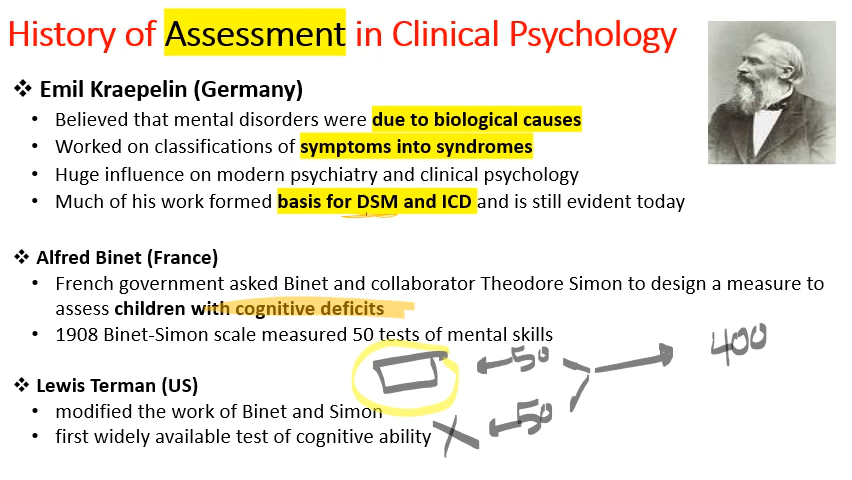 History of Assessment in Clinical Psychology
❖ Emil Kraepelin (Germany)
• Believed that mental disorders were due to biological causes
• Worked on classifications of symptoms into syndromes
• Huge influence on modern psychiatry and clinical psychology
• Much of his work formed basis for DSM and ICD and is still evident today
❖ Alfred Binet (France)
• French government asked Binet and collaborator Theodore Simon to design a measure to
assess children with cognitive deficits
• 1908 Binet-Simon scale measured 50 tests of mental skills
50 400
❖ Lewis Terman (US)
• modified the work of Binet and Simon
50
• first widely available test of cognitive ability